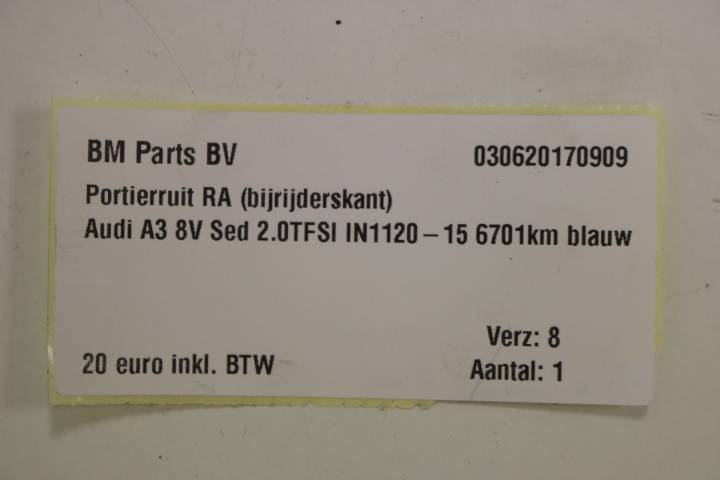 BM Parts BV 030620170909
Portierruit RA (bijrijderskant)
Audi A3 8V Sed 2.0TFSI IN1120-15 6701km blauw
Verz: 8
20 euro inkl. BTW
Aantal: 1